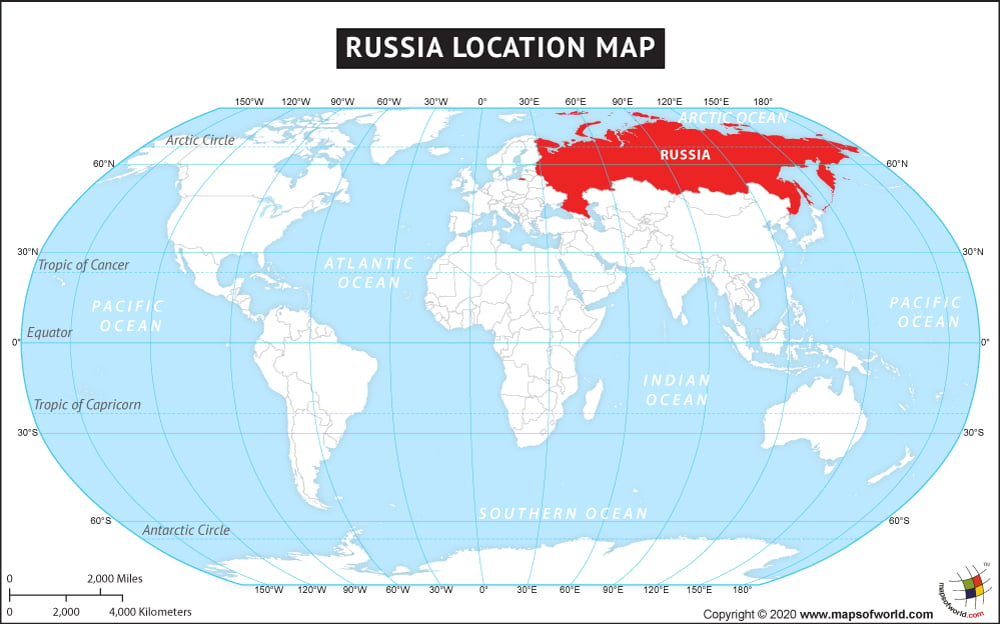 RUSSIA LOCATION MAP
150°W 120°W 90°W 60°W 30°W 0° 30°E 60°E 90°E 120°E 150°E 180°
ARCTIC OCEAN
Arctic Circle
RUSSIA
60°N 60°N
30°N 30°N
Tropic of Cancer
ATLANTIC
OCEAN
PACIFIC
OCEAN
PACIFIC
OCEAN
Equator
0° 0°
INDIAN
OCEAN
Tropic of Capricorn
30°S 30°S
SOUTHERN OCEAN
60°S 60°S
Antarctic Circle
150°W 120°W 90°W 60°W 30°W 0° 30°E 60°E 90°E 120°E 150°E 180°
0 2,000 Miles
0 2,000 4,000 Kilometers
TM
mapsofworld.com
Copyright © 2020 www.mapsofworld.com